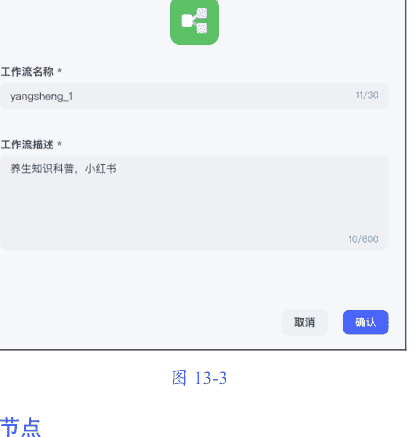 工作流名称 *
yangsheng_1
11/30
工作流描述 *
养生知识科普，小红书
10/600
取消
确认
图 13-3
节点